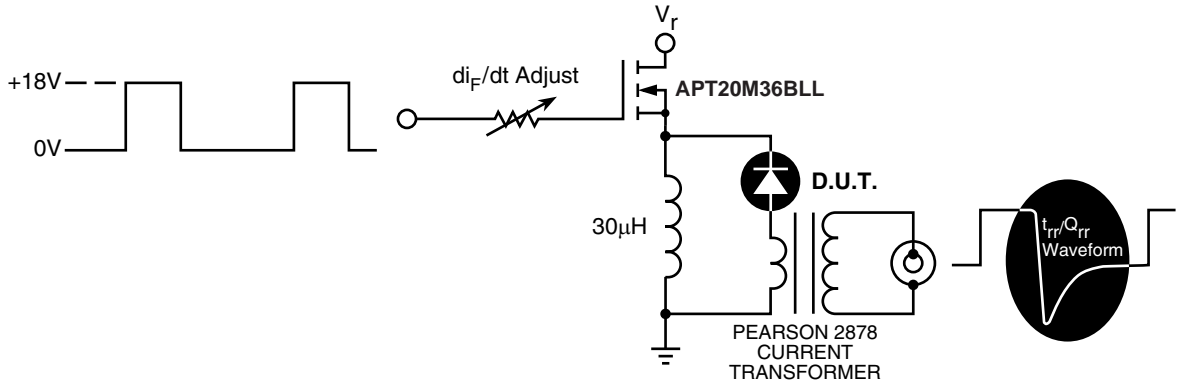 V_r
+18V
di_F/dt Adjust
APT20M36BLL
0V
D.U.T.
30μH
t_rr/Q_rr
Waveform
PEARSON 2878
CURRENT
TRANSFORMER